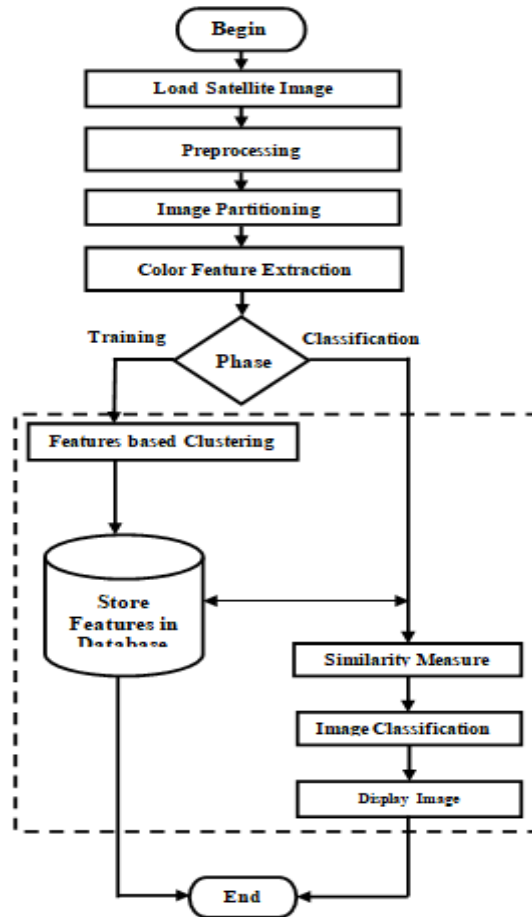 Begin
Load Satellite Image
Preprocessing
Image Partitioning
Color Feature Extraction
Training
Classification
Phase
Features based Clustering
Store
Features in
Database
Similarity Measure
Image Classification
Display Image
End